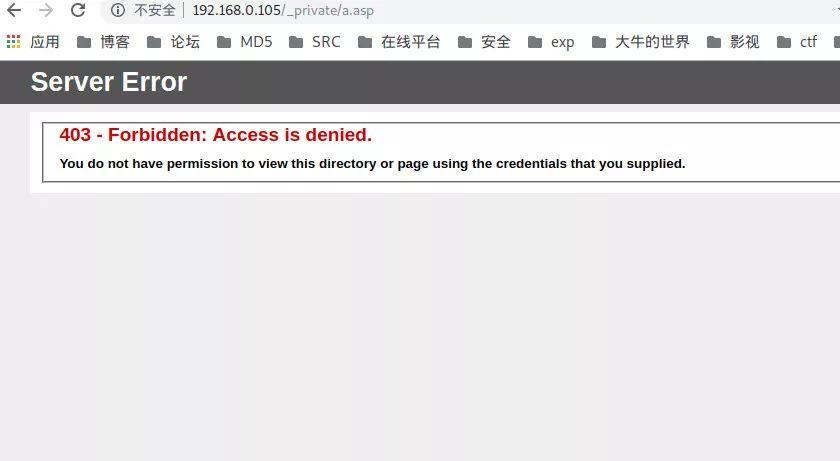 不安全 192.168.0.105/_private/a.asp
应用 博客 论坛 MD5 SRC 在线平台 安全 exp 大牛的世界 影视 ctf
Server Error
403 - Forbidden: Access is denied.
You do not have permission to view this directory or page using the credentials that you supplied.